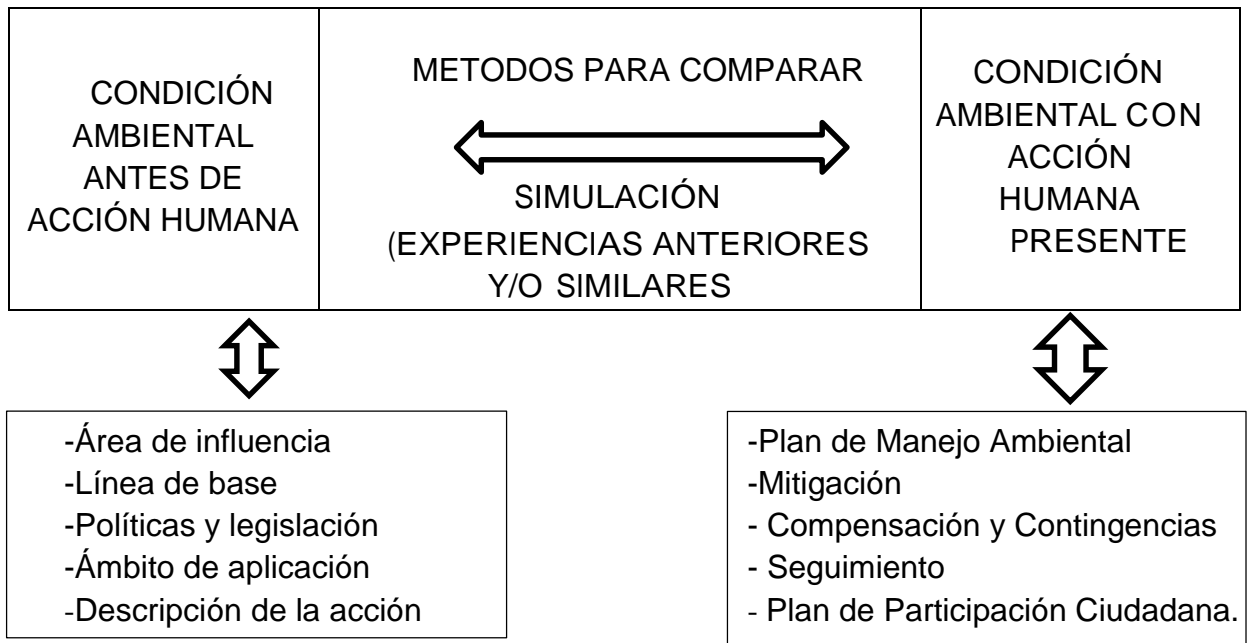 CONDICIÓN
AMBIENTAL
ANTES DE
ACCIÓN HUMANA
METODOS PARA COMPARAR
SIMULACIÓN
(EXPERIENCIAS ANTERIORES
Y/O SIMILARES
CONDICIÓN
AMBIENTAL CON
ACCIÓN
HUMANA
PRESENTE
-Área de influencia
-Línea de base
-Políticas y legislación
-Ámbito de aplicación
-Descripción de la acción
-Plan de Manejo Ambiental
-Mitigación
- Compensación y Contingencias
- Seguimiento
- Plan de Participación Ciudadana.